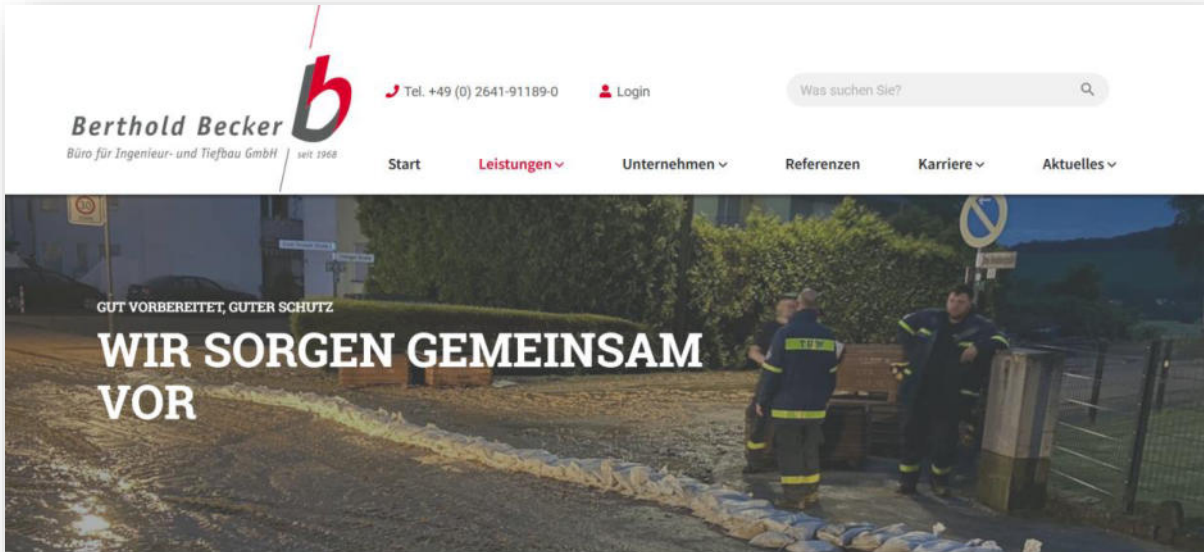 Berthold Becker
Büro für Ingenieur- und Tiefbau GmbH
seit 1968
Tel. +49 (0) 2641-91189-0
Login
Was suchen Sie?
Start
Leistungen
Unternehmen
Referenzen
Karriere
Aktuelles
30
GUT VORBEREITET, GUTER SCHUTZ
WIR SORGEN GEMEINSAM
VOR
THW